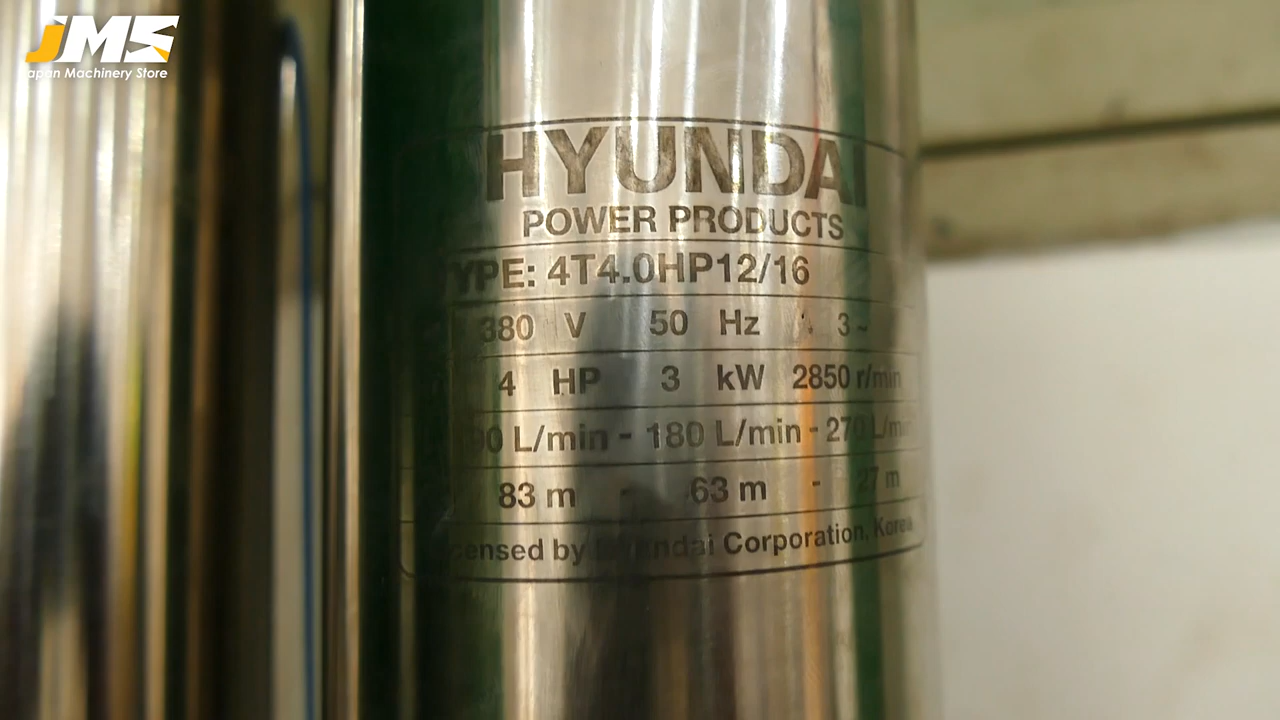 JMS
Japan Machinery Store
HYUNDAI
POWER PRODUCTS
TYPE: 4T4.0HP12/16
380 V 50 Hz 3~
4 HP 3 kW 2850 r/min
90 L/min - 180 L/min - 270 L/min
83 m - 63 m - 27 m
Licensed by Hyundai Corporation, Korea